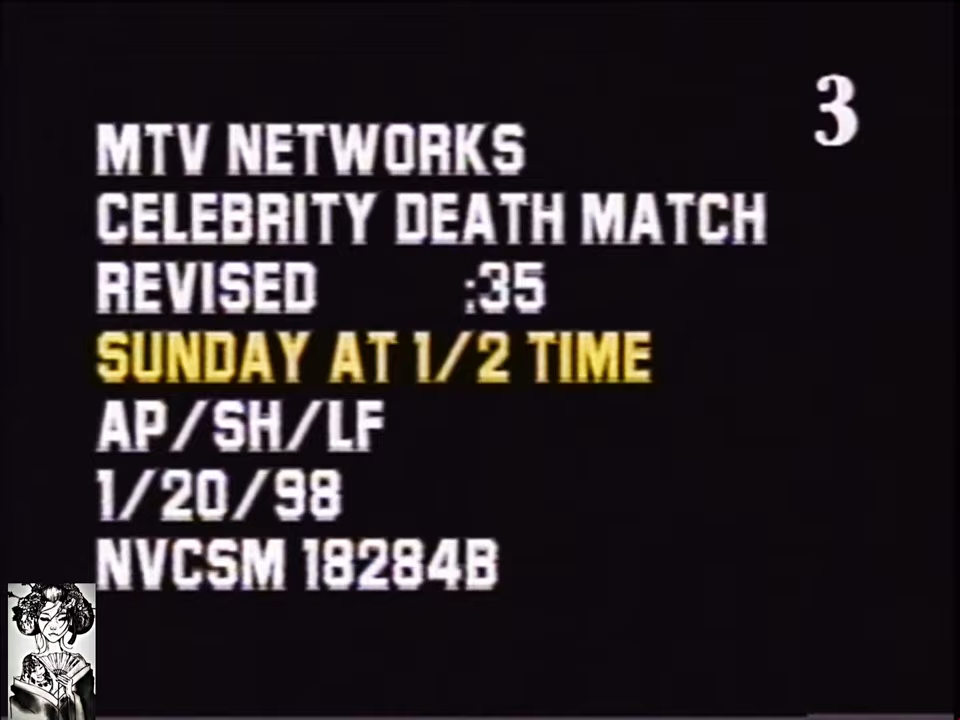 3
MTV NETWORKS
CELEBRITY DEATH MATCH
REVISED :35
SUNDAY AT 1/2 TIME
AP/SH/LF
1/20/98
NVCSM 18284B